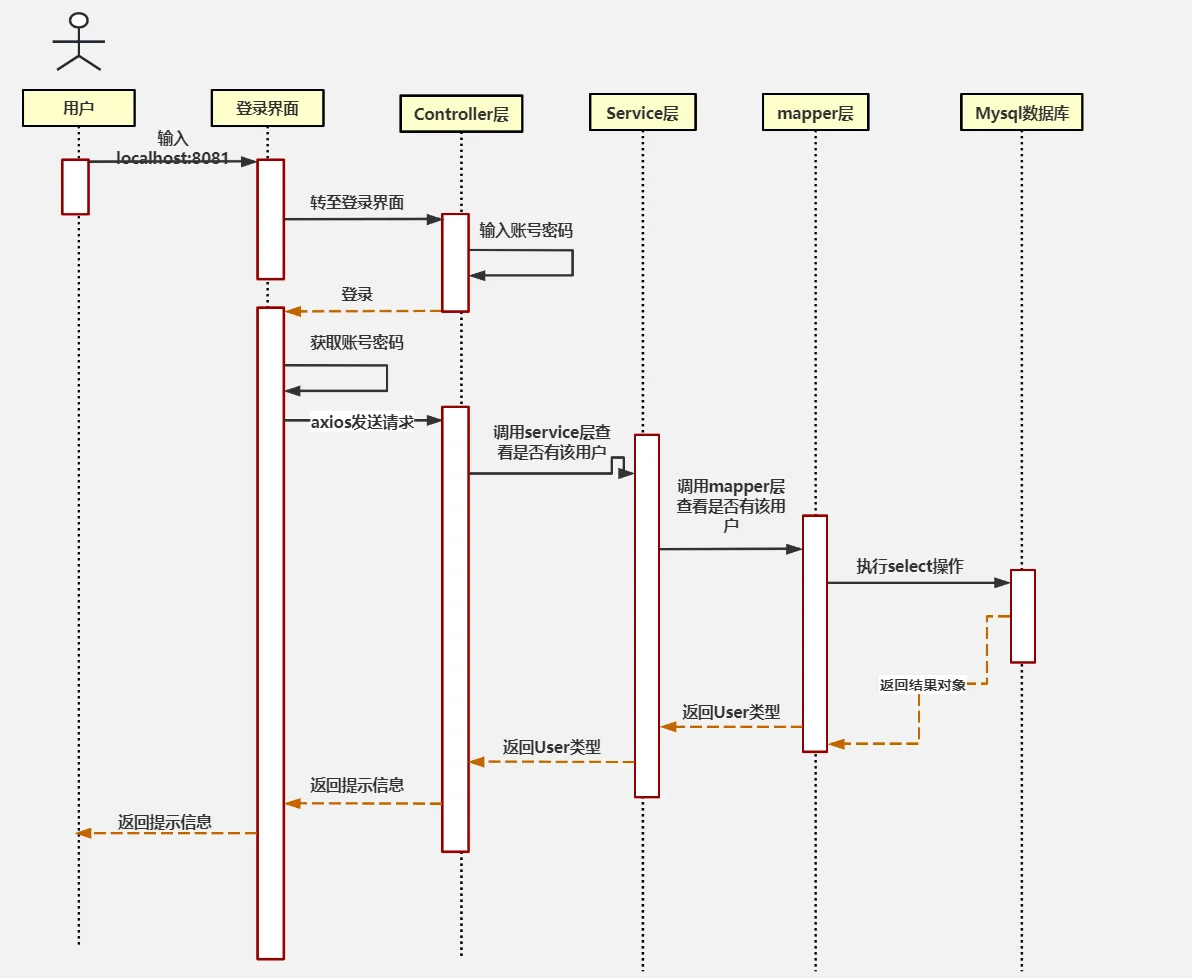 用户
登录界面
Controller层
Service层
mapper层
Mysql数据库
输入
localhost:8081
转至登录界面
输入账号密码
登录
获取账号密码
axios发送请求
调用service层查
看是否有该用户
调用mapper层
查看是否有该用
户
执行select操作
返回结果对象
返回User类型
返回User类型
返回提示信息
返回提示信息